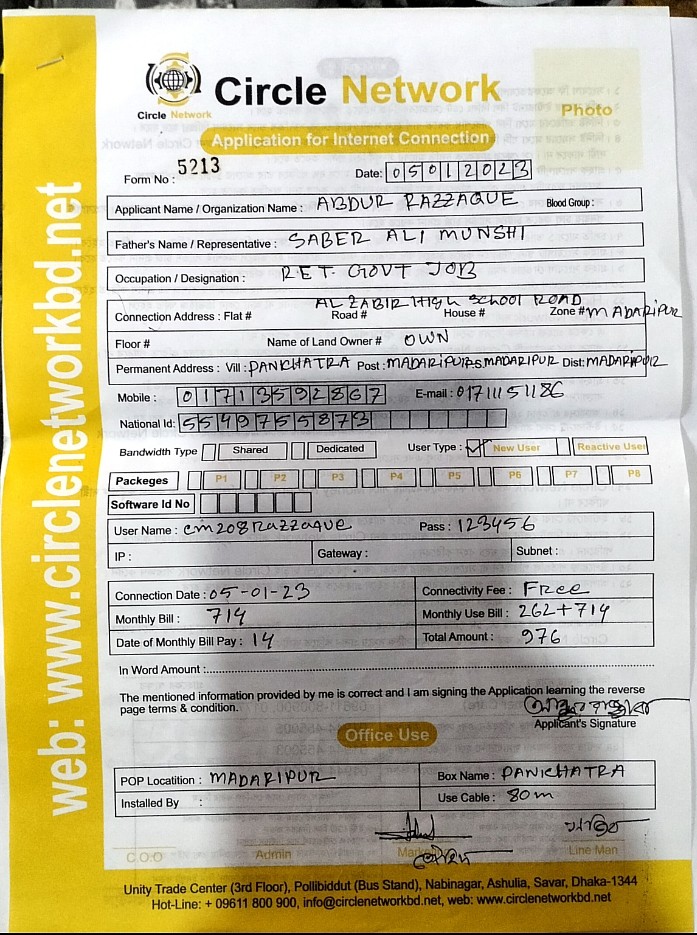 web: www.circlenetworkbd.net
Circle Network
Circle Network
Photo
Application for Internet Connection
Form No : 5213
Date: 05012023
Applicant Name / Organization Name : ABDUR RAZZAQUE Blood Group :
Father's Name / Representative : SABER ALI MUNSHI
Occupation / Designation : RET. GOVT JOB
AL ZABIR High School ROAD
Connection Address : Flat # Road # House # Zone # MADARIPUR
Floor # Name of Land Owner # OWN
Permanent Address : Vill : PANICHATRA Post : MADARIPUR P.S. MADARIPUR Dist: MADARIPUR
Mobile : 01713592867 E-mail : 01711151186
National Id: 5549755873
Bandwidth Type Shared Dedicated User Type : New User Reactive User
Packeges P1 P2 P3 P4 P5 P6 P7 P8
Software Id No
User Name : cm208Razzaque Pass : 123456
IP : Gateway : Subnet :
Connection Date : 05-01-23 Connectivity Fee : Free
Monthly Bill : 714 Monthly Use Bill : 262+714
Date of Monthly Bill Pay : 14 Total Amount : 976
In Word Amount :
The mentioned information provided by me is correct and I am signing the Application learning the reverse
page terms & condition.
Applicant's Signature
Office Use
POP Locatition : MADARIPUR Box Name : PANICHATRA
Installed By : Use Cable : 80m
C.O.O Admin Line Man
Unity Trade Center (3rd Floor), Pollibiddut (Bus Stand), Nabinagar, Ashulia, Savar, Dhaka-1344
Hot-Line: + 09611 800 900, info@circlenetworkbd.net, web: www.circlenetworkbd.net